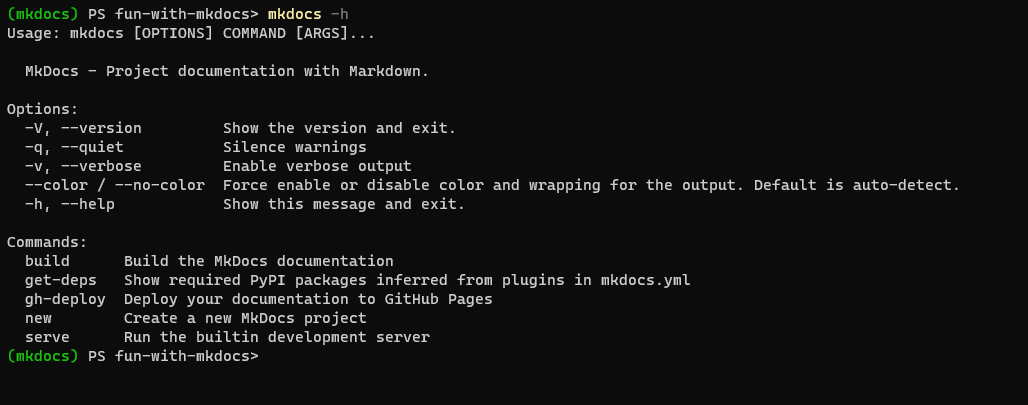 (mkdocs) PS fun-with-mkdocs> mkdocs -h
Usage: mkdocs [OPTIONS] COMMAND [ARGS]...

  MkDocs - Project documentation with Markdown.

Options:
  -V, --version         Show the version and exit.
  -q, --quiet           Silence warnings
  -v, --verbose         Enable verbose output
  --color / --no-color  Force enable or disable color and wrapping for the output. Default is auto-detect.
  -h, --help            Show this message and exit.

Commands:
  build      Build the MkDocs documentation
  get-deps   Show required PyPI packages inferred from plugins in mkdocs.yml
  gh-deploy  Deploy your documentation to GitHub Pages
  new        Create a new MkDocs project
  serve      Run the builtin development server
(mkdocs) PS fun-with-mkdocs>